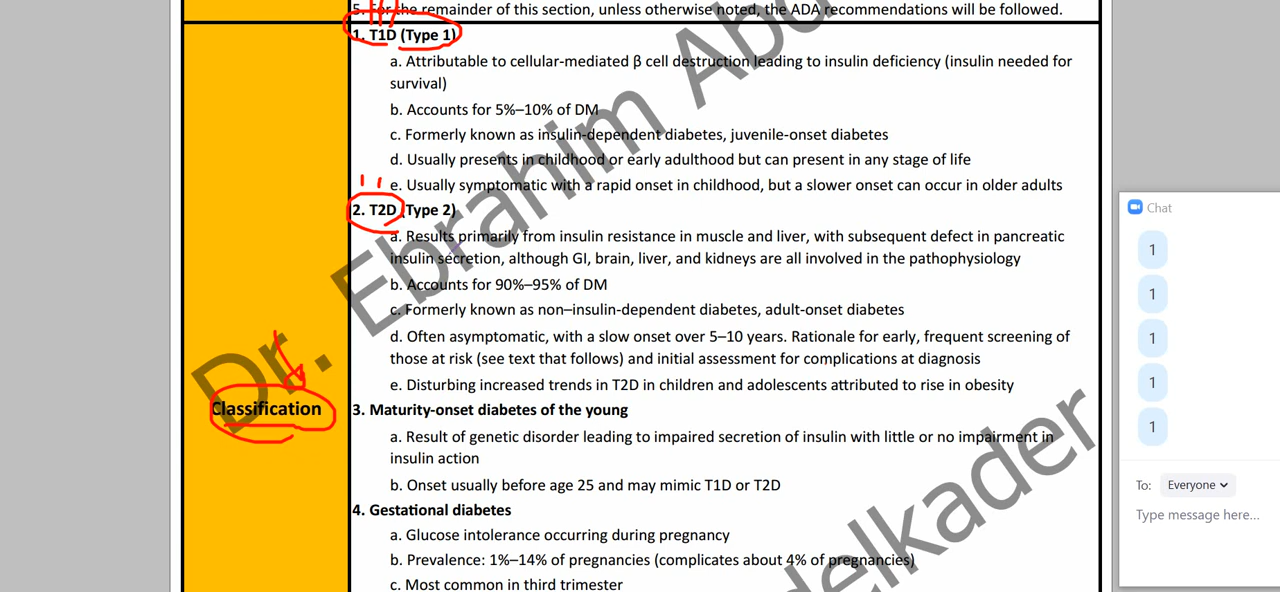 5. For the remainder of this section, unless otherwise noted, the ADA recommendations will be followed.
1. T1D (Type 1)
a. Attributable to cellular-mediated β cell destruction leading to insulin deficiency (insulin needed for
survival)
b. Accounts for 5%–10% of DM
c. Formerly known as insulin-dependent diabetes, juvenile-onset diabetes
d. Usually presents in childhood or early adulthood but can present in any stage of life
e. Usually symptomatic with a rapid onset in childhood, but a slower onset can occur in older adults
2. T2D (Type 2)
a. Results primarily from insulin resistance in muscle and liver, with subsequent defect in pancreatic
insulin secretion, although GI, brain, liver, and kidneys are all involved in the pathophysiology
b. Accounts for 90%–95% of DM
c. Formerly known as non–insulin-dependent diabetes, adult-onset diabetes
d. Often asymptomatic, with a slow onset over 5–10 years. Rationale for early, frequent screening of
those at risk (see text that follows) and initial assessment for complications at diagnosis
e. Disturbing increased trends in T2D in children and adolescents attributed to rise in obesity
Classification
3. Maturity-onset diabetes of the young
a. Result of genetic disorder leading to impaired secretion of insulin with little or no impairment in
insulin action
b. Onset usually before age 25 and may mimic T1D or T2D
4. Gestational diabetes
a. Glucose intolerance occurring during pregnancy
b. Prevalence: 1%–14% of pregnancies (complicates about 4% of pregnancies)
c. Most common in third trimester
Dr. Ebrahim Abdelkader
Chat
1
1
1
1
1
To: Everyone
Type message here...